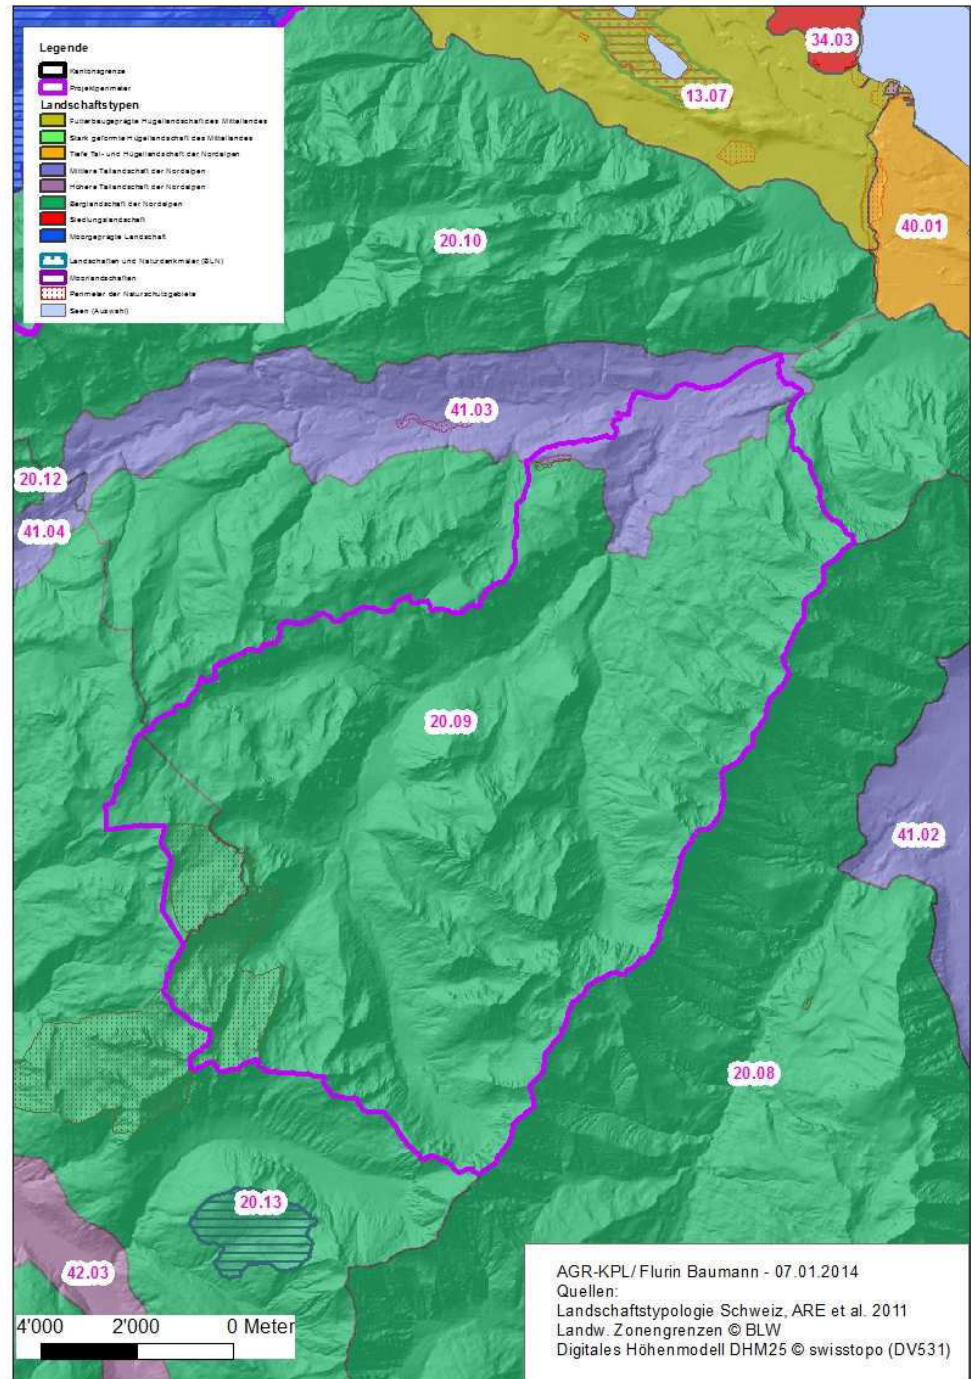 Legende
Kantonsgrenze
Projektperimeter
Landschaftstypen
Futterbaugeprägte Hügellandschaft des Mittellandes
Stark geformte Hügellandschaft des Mittellandes
Tiefe Tal- und Hügellandschaft der Nordalpen
Mittlere Tallandschaft der Nordalpen
Höhere Tallandschaft der Nordalpen
Berglandschaft der Nordalpen
Siedlungslandschaft
Moorgeprägte Landschaft
Landschaften und Naturdenkmäler (BLN)
Moorlandschaften
Perimeter der Naturschutzgebiete
Seen (Auswahl)
34.03
13.07
40.01
20.10
41.03
20.12
41.04
20.09
41.02
20.08
20.13
42.03
4'000 2'000 0 Meter
AGR-KPL/ Flurin Baumann - 07.01.2014
Quellen:
Landschaftstypologie Schweiz, ARE et al. 2011
Landw. Zonengrenzen © BLW
Digitales Höhenmodell DHM25 © swisstopo (DV531)